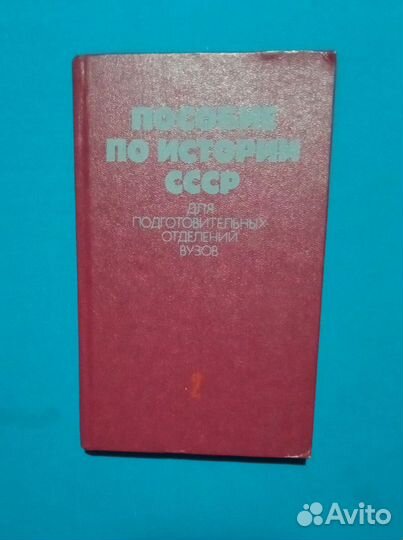 ПОСОБИЕ
ПО ИСТОРИИ
СССР
ДЛЯ
ПОДГОТОВИТЕЛЬНЫХ
ОТДЕЛЕНИЙ
ВУЗОВ
2
Avito